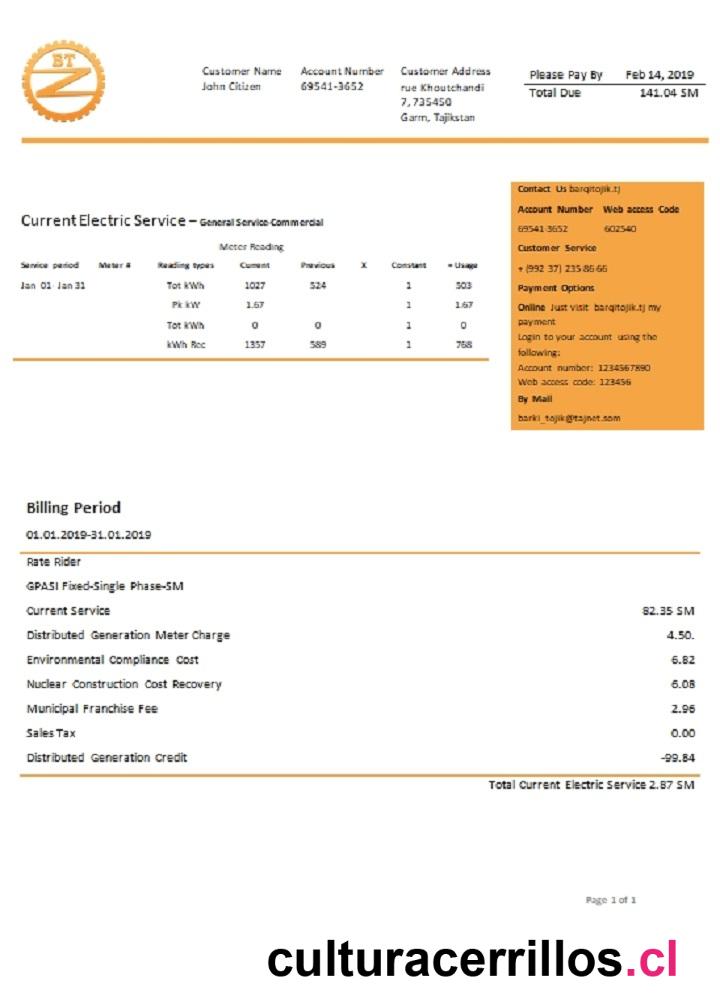 BT
Customer Name Account Number Customer Address
John Citizen 69541-3652 rue Khoutchandi
7, 735450
Garm, Tajikstan
Please Pay By Feb 14, 2019
Total Due 141.04 SM
Current Electric Service – General Service-Commercial
Meter Reading
Service period Meter # Reading types Current Previous X Constant = Usage
Jan 01- Jan 31 Tot kWh 1027 524 1 503
Pk kW 1.67 1 1.67
Tot kWh 0 0 1 0
kWh Rec 1357 589 1 768
Contact Us barqitojik.tj
Account Number Web access Code
69541-3652 602540
Customer Service
+ (992 37) 235-86-66
Payment Options
Online Just visit barqitojik.tj my
payment
Login to your account using the
following:
Account number: 1234567890
Web access code: 123456
By Mail
barki_tojik@tajnet.som
Billing Period
01.01.2019-31.01.2019
Rate Rider
GPASI Fixed-Single Phase-SM
Current Service 82.35 SM
Distributed Generation Meter Charge 4.50.
Environmental Compliance Cost 6.82
Nuclear Construction Cost Recovery 6.08
Municipal Franchise Fee 2.96
Sales Tax 0.00
Distributed Generation Credit -99.84
Total Current Electric Service 2.87 SM
Page 1 of 1
culturacerrillos.cl